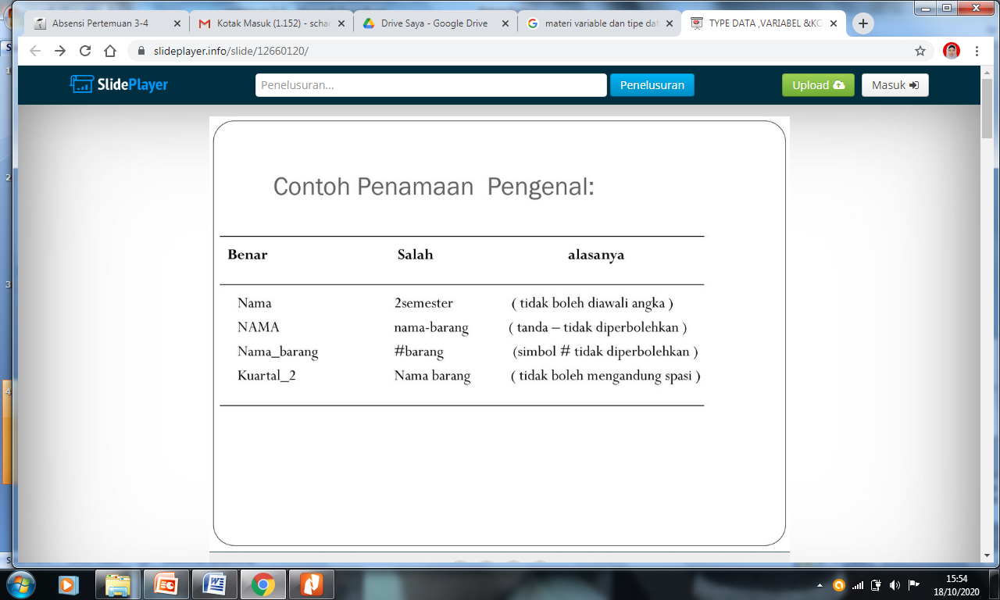 Absensi Pertemuan 3-4
Kotak Masuk (1.152) - schar
Drive Saya - Google Drive
materi variable dan tipe dat
TYPE DATA ,VARIABEL &KO
slideplayer.info/slide/12660120/
SlidePlayer
Penelusuran...
Penelusuran
Upload
Masuk
Contoh Penamaan Pengenal:
Benar Salah alasanya
Nama 2semester ( tidak boleh diawali angka )
NAMA nama-barang ( tanda – tidak diperbolehkan )
Nama_barang #barang (simbol # tidak diperbolehkan )
Kuartal_2 Nama barang ( tidak boleh mengandung spasi )
15:54
18/10/2020